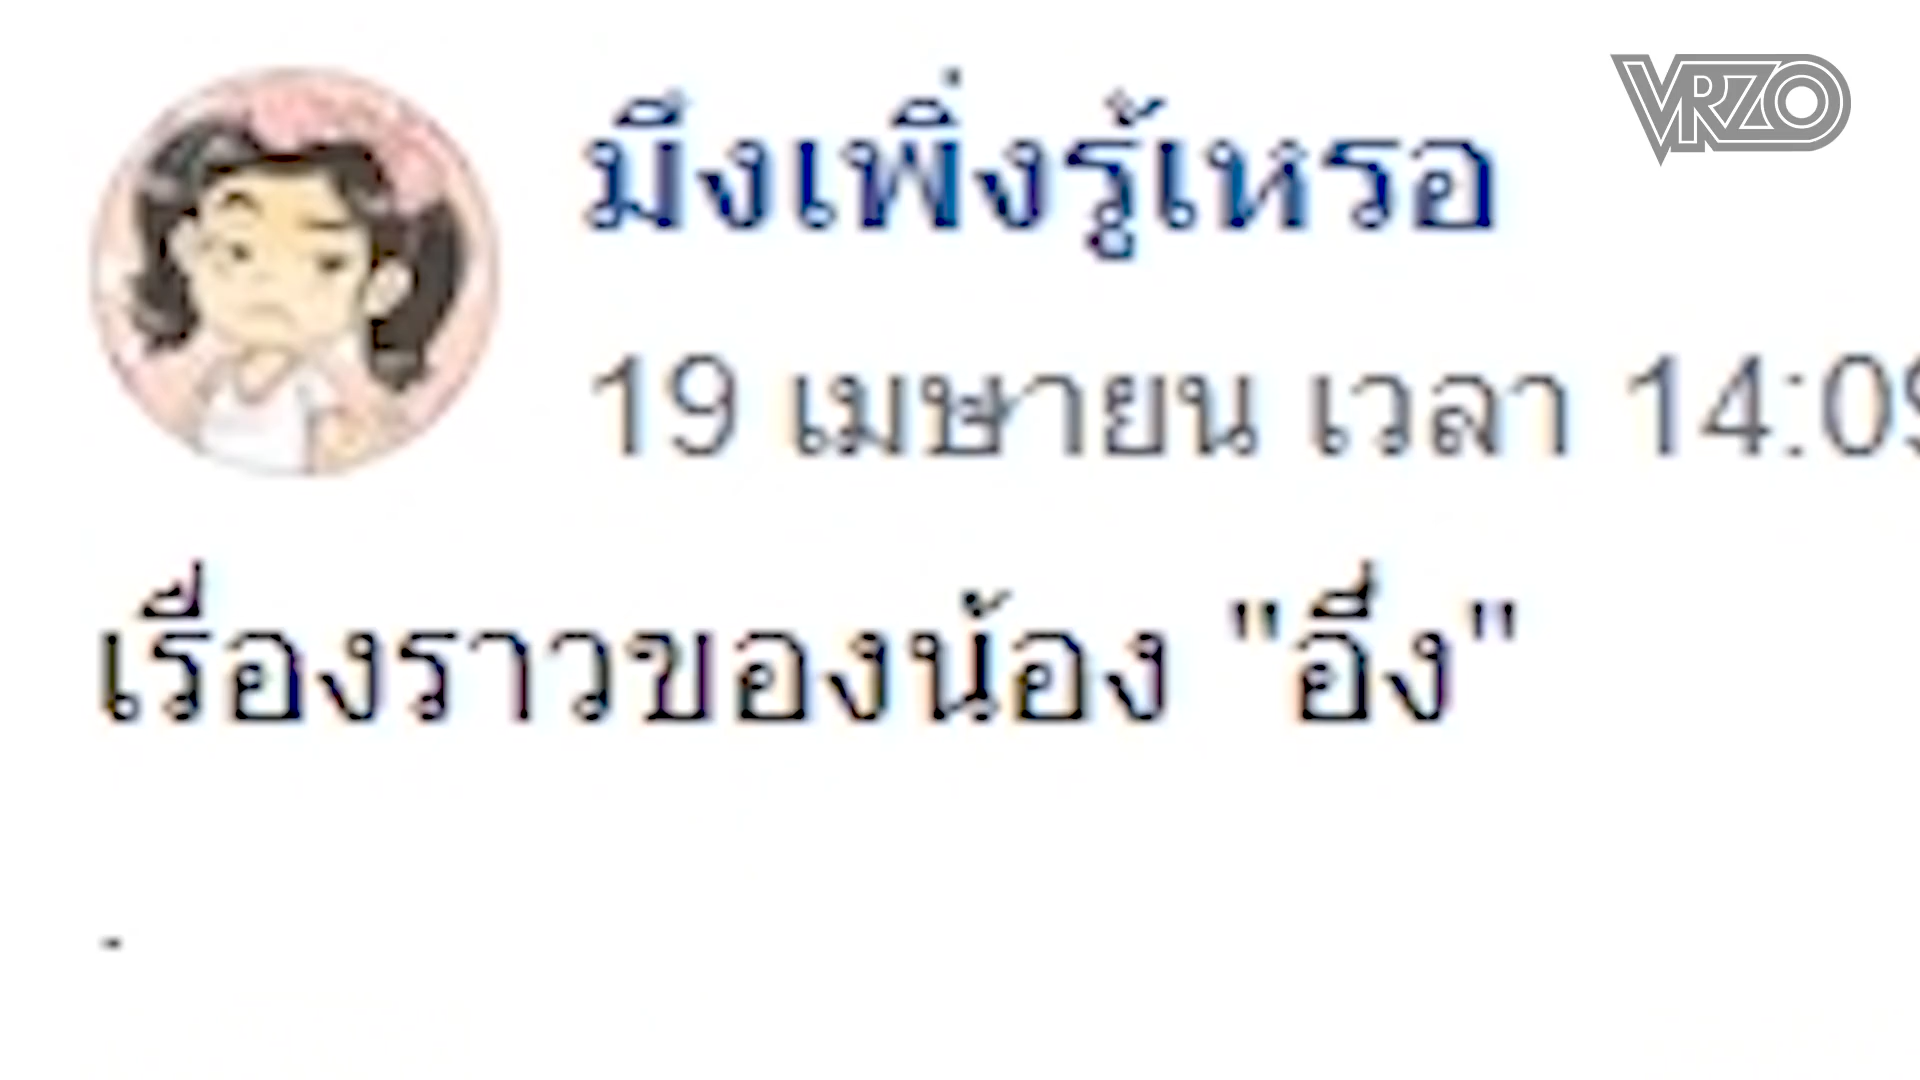 VRZO
มึงเพิ่งรู้เหรอ
19 เมษายน เวลา 14:09
เรื่องราวของน้อง "อึ่ง"
-